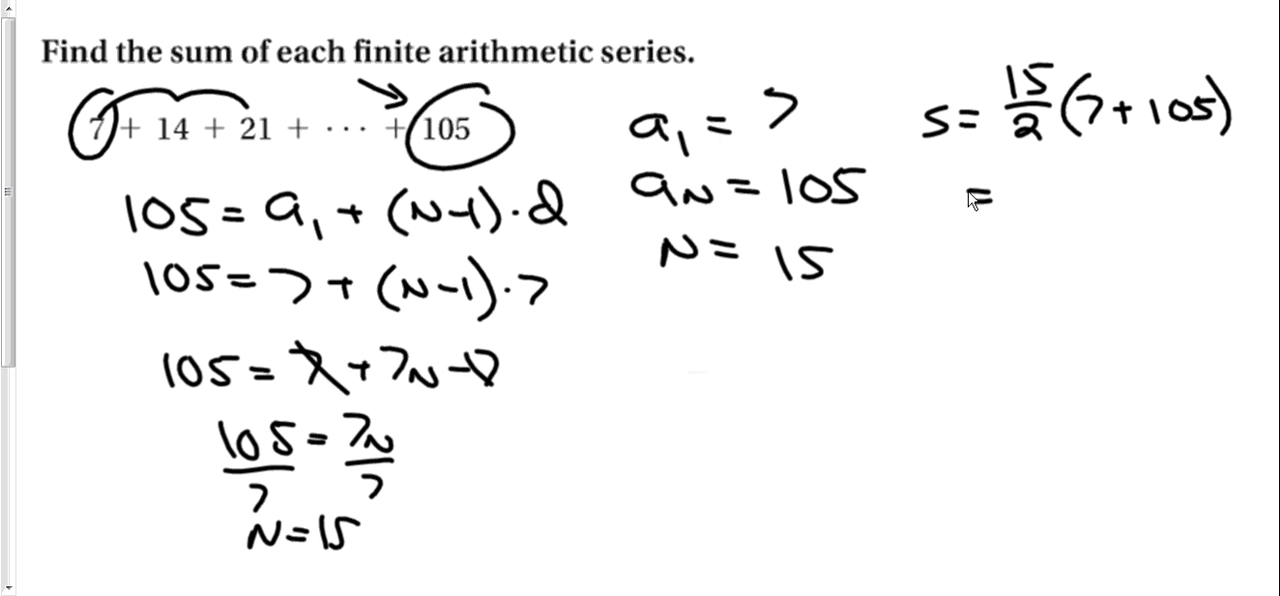 Find the sum of each finite arithmetic series.
7 + 14 + 21 + ··· + 105
105 = a₁ + (N-1)·d
105 = 7 + (N-1)·7
105 = 7 + 7N - 7
105/7 = 7N/7
N = 15
a₁ = 7
aN = 105
N = 15
S = 15/2 (7 + 105)
=